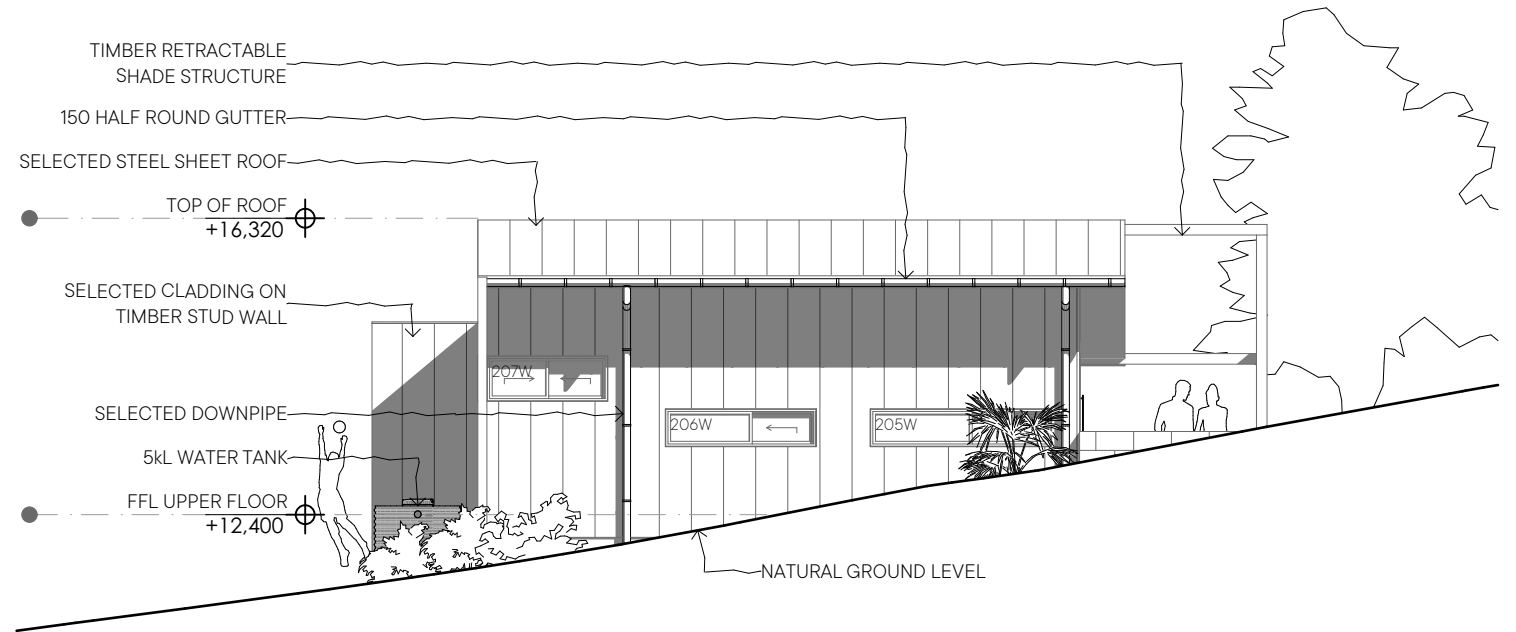 TIMBER RETRACTABLE
SHADE STRUCTURE
150 HALF ROUND GUTTER
SELECTED STEEL SHEET ROOF
TOP OF ROOF
+16,320
SELECTED CLADDING ON
TIMBER STUD WALL
207W
SELECTED DOWNPIPE
206W
205W
5kL WATER TANK
FFL UPPER FLOOR
+12,400
NATURAL GROUND LEVEL